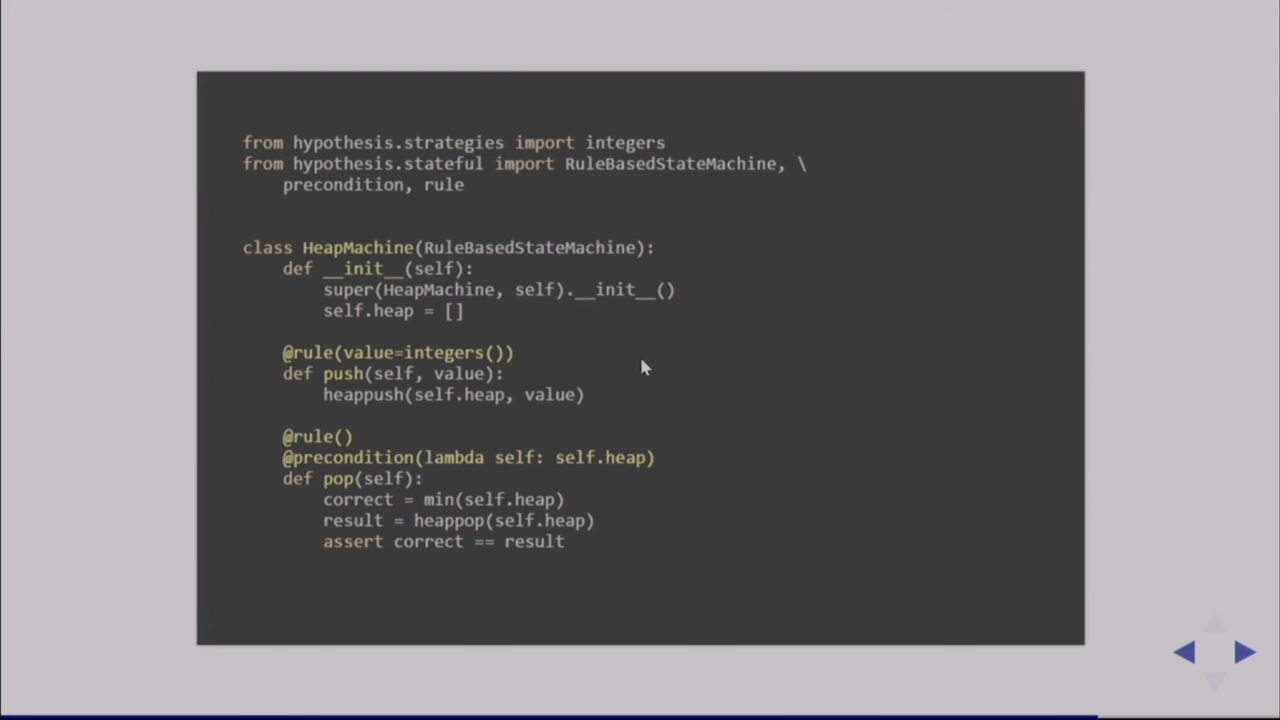 from hypothesis.strategies import integers
from hypothesis.stateful import RuleBasedStateMachine, \
    precondition, rule
class HeapMachine(RuleBasedStateMachine):
    def __init__(self):
        super(HeapMachine, self).__init__()
        self.heap = []
    @rule(value=integers())
    def push(self, value):
        heappush(self.heap, value)
    @rule()
    @precondition(lambda self: self.heap)
    def pop(self):
        correct = min(self.heap)
        result = heappop(self.heap)
        assert correct == result